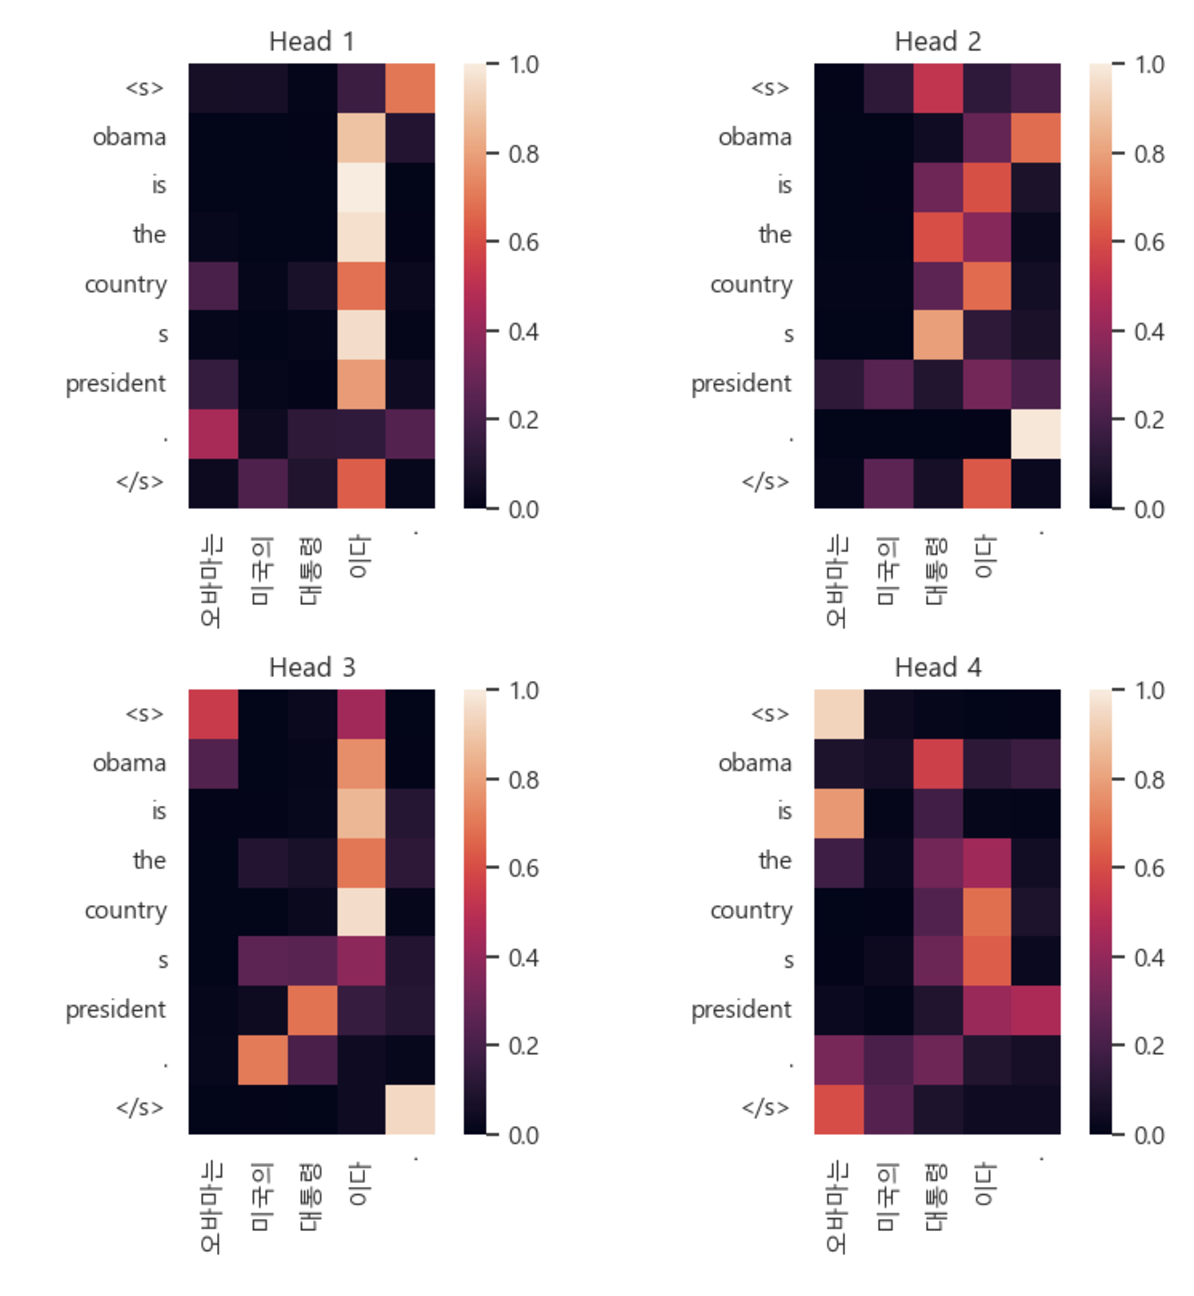 Head 1
<s>
obama
is
the
country
s
president
.
</s>
1.0
0.8
0.6
0.4
0.2
0.0
오바마는
미국의
대통령
이다
.
Head 2
<s>
obama
is
the
country
s
president
.
</s>
1.0
0.8
0.6
0.4
0.2
0.0
오바마는
미국의
대통령
이다
.
Head 3
<s>
obama
is
the
country
s
president
.
</s>
1.0
0.8
0.6
0.4
0.2
0.0
오바마는
미국의
대통령
이다
.
Head 4
<s>
obama
is
the
country
s
president
.
</s>
1.0
0.8
0.6
0.4
0.2
0.0
오바마는
미국의
대통령
이다
.